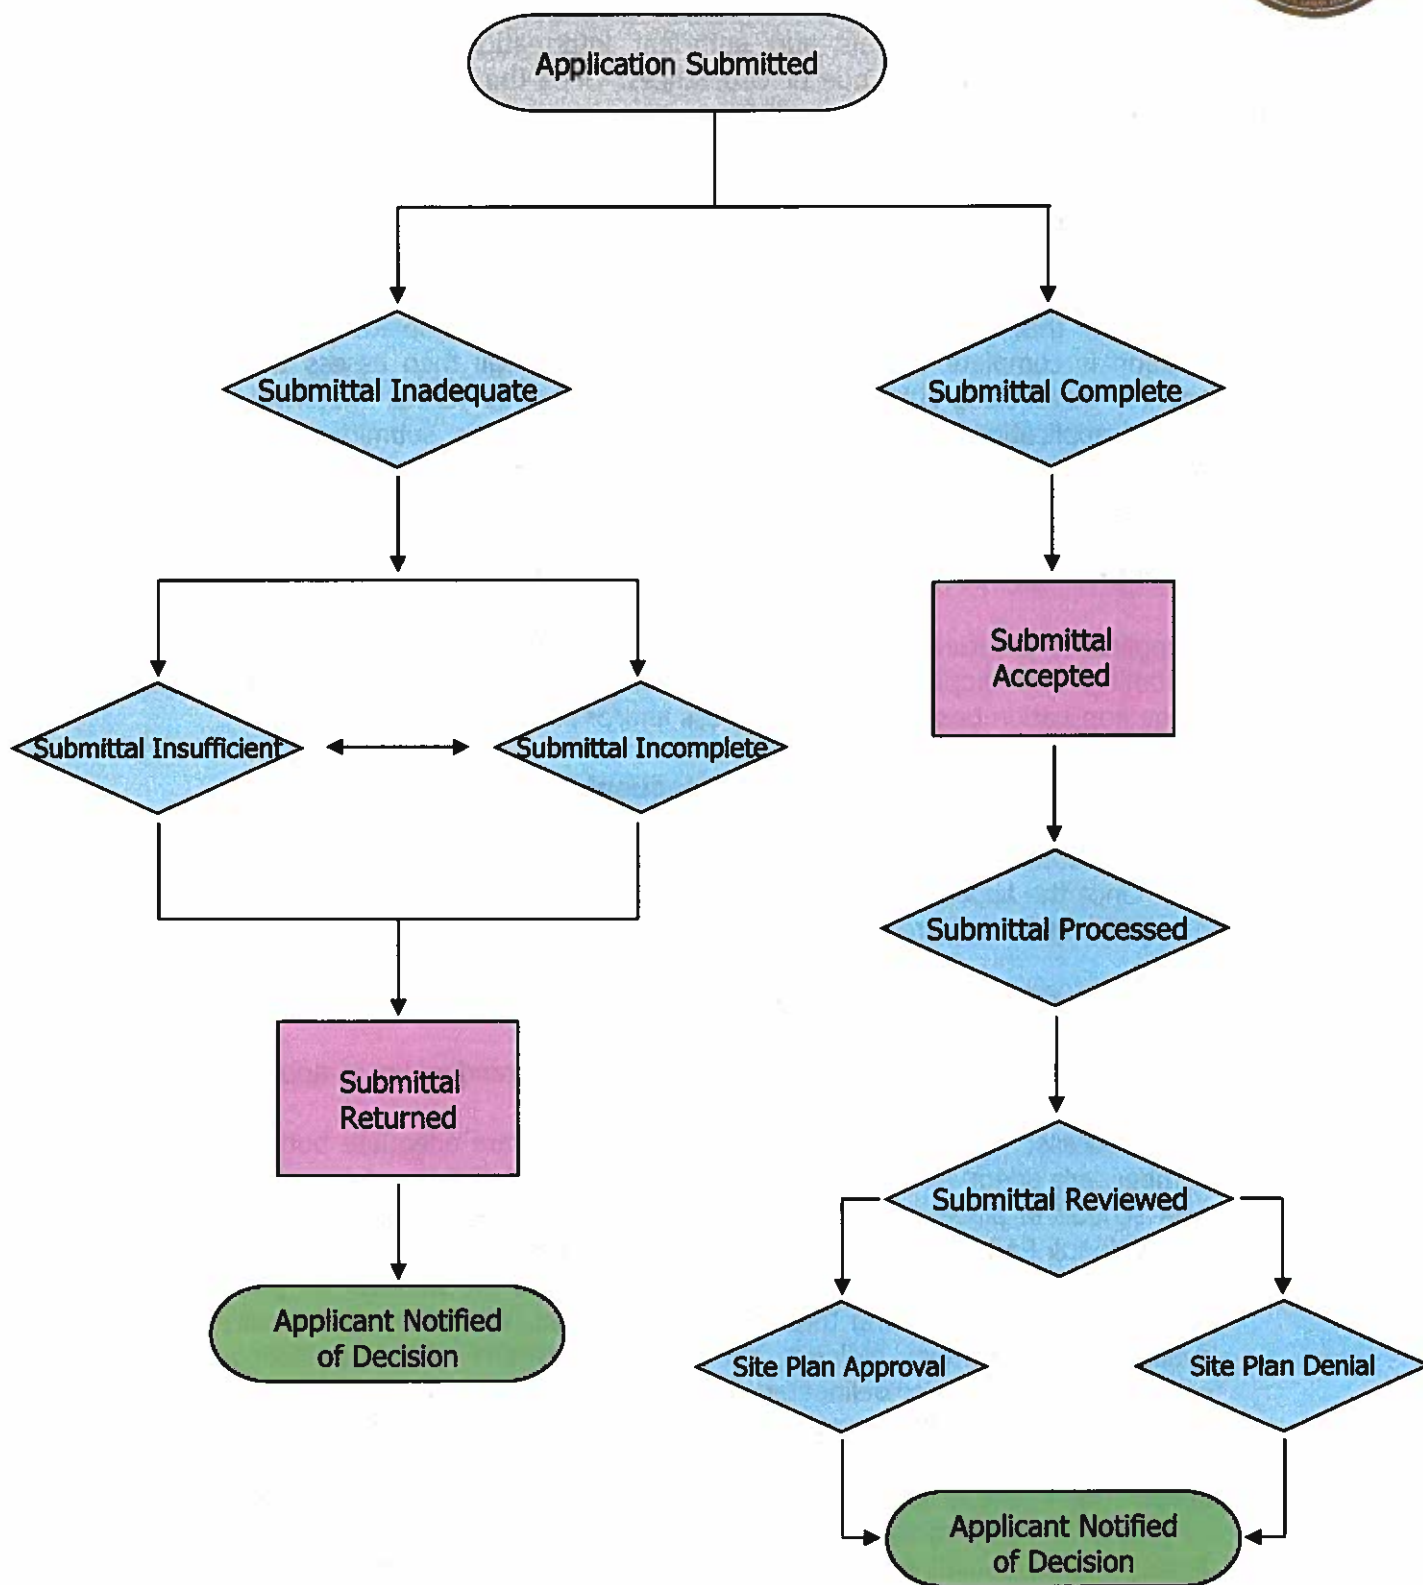 Application Submitted
Submittal Inadequate
Submittal Complete
Submittal
Accepted
Submittal Insufficient
Submittal Incomplete
Submittal Processed
Submittal
Returned
Submittal Reviewed
Applicant Notified
of Decision
Site Plan Approval
Site Plan Denial
Applicant Notified
of Decision